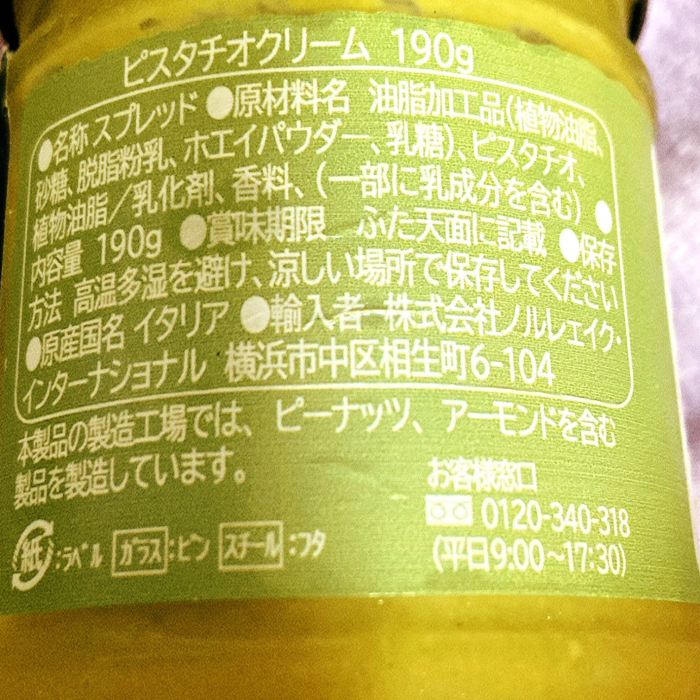 ピスタチオクリーム 190g
●名称 スプレッド ●原材料名 油脂加工品(植物油脂、
砂糖、脱脂粉乳、ホエイパウダー、乳糖)、ピスタチオ、
植物油脂/乳化剤、香料、(一部に乳成分を含む) ●
内容量 190g ●賞味期限 ふた天面に記載 ●保存
方法 高温多湿を避け、涼しい場所で保存してください
●原産国名 イタリア ●輸入者 株式会社ノルレェイク・
インターナショナル 横浜市中区相生町6-104
本製品の製造工場では、ピーナッツ、アーモンドを含む
製品を製造しています。
お客様窓口
0120-340-318
(平日9:00~17:30)
紙:ラベル ガラス:ビン スチール:フタ